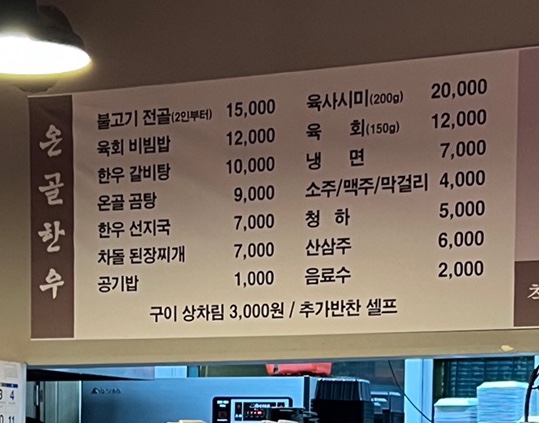 온골한우
불고기 전골(2인부터) 15,000
육회 비빔밥 12,000
한우 갈비탕 10,000
온골 곰탕 9,000
한우 선지국 7,000
차돌 된장찌개 7,000
공기밥 1,000
육사시미(200g) 20,000
육 회(150g) 12,000
냉 면 7,000
소주/맥주/막걸리 4,000
청 하 5,000
산삼주 6,000
음료수 2,000
구이 상차림 3,000원 / 추가반찬 셀프
3 4
10 11